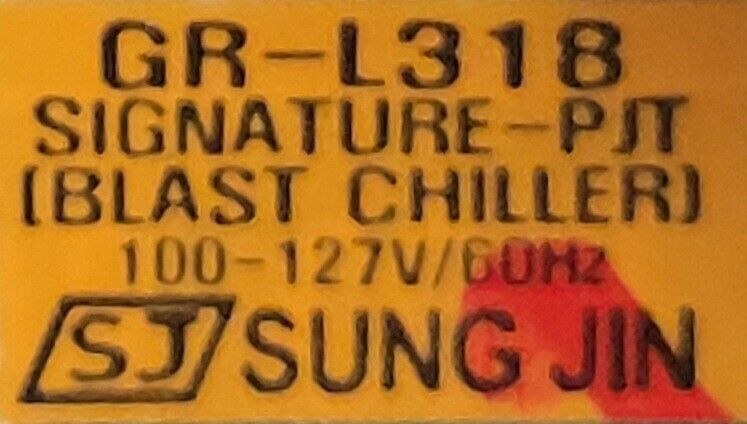 GR-L318
SIGNATURE-PJT
(BLAST CHILLER)
100-127V/60Hz
SJ SUNG JIN